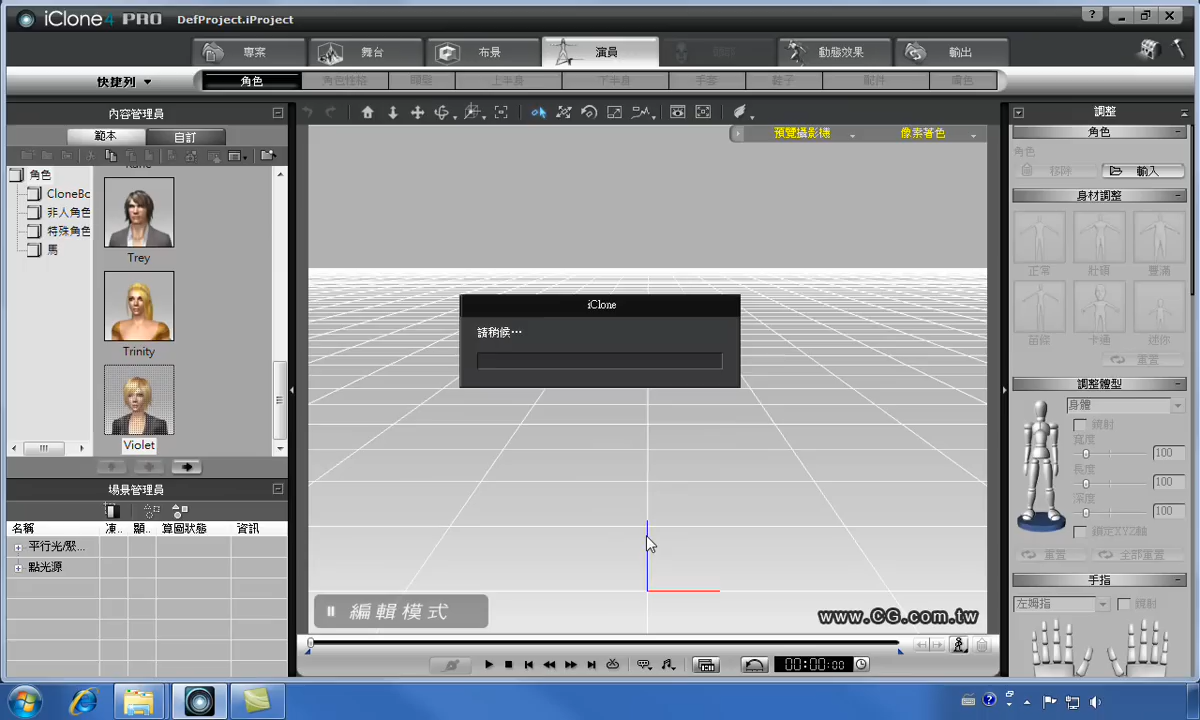 iClone4 PRO DefProject.iProject
專案 舞台 布景 演員 動態效果 輸出
快捷列 角色 角色性格 頭髮 上半身 下半身 手套 鞋子 配件 膚色
內容管理員
範本 自訂
角色
CloneBo
非人角色
特殊角色
馬
Trey
Trinity
Violet
預覽攝影機 像素著色
iClone
請稍候…
編輯模式
www.CG.com.tw
00:00:00
場景管理員
名稱 凍.. 顯.. 算圖狀態 資訊
平行光/聚...
點光源
調整
角色
角色
移除 輸入
身材調整
正常 壯碩 豐滿
苗條 卡通 迷你
重置
調整體型
身體
鏡射
寬度
100
長度
100
深度
100
鎖定XYZ軸
重置 全部重置
手指
左姆指 鏡射